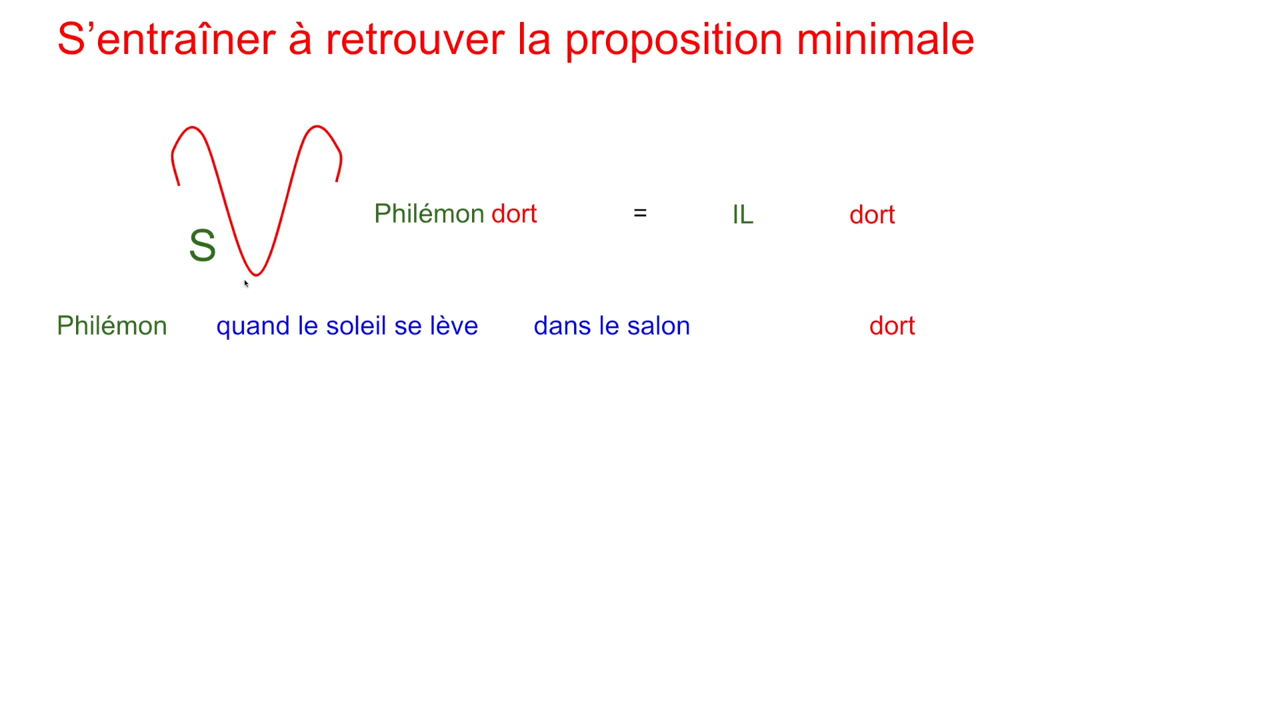 S’entraîner à retrouver la proposition minimale
S V
Philémon dort = IL dort
Philémon quand le soleil se lève dans le salon dort